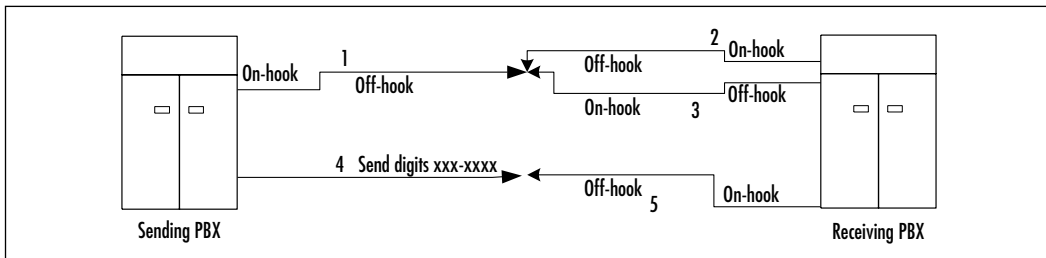 2
On-hook
1
Off-hook
On-hook
Off-hook
Off-hook
On-hook
3
4 Send digits xxx-xxxx
Off-hook
On-hook
5
Sending PBX
Receiving PBX